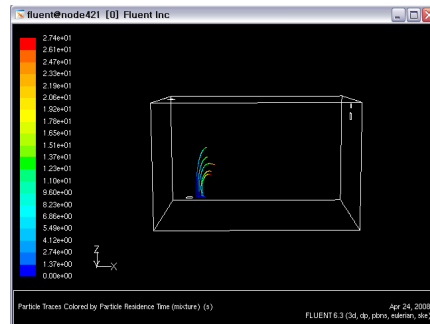 fluent@node421 [0] Fluent Inc
2.74e+01
2.61e+01
2.47e+01
2.33e+01
2.19e+01
2.06e+01
1.92e+01
1.78e+01
1.65e+01
1.51e+01
1.37e+01
1.23e+01
1.10e+01
9.60e+00
8.23e+00
6.86e+00
5.49e+00
4.12e+00
2.74e+00
1.37e+00
0.00e+00
Z
X
Particle Traces Colored by Particle Residence Time (mixture) (s)
Apr 24, 2008
FLUENT 6.3 (3d, dp, pbns, eulerian, ske)